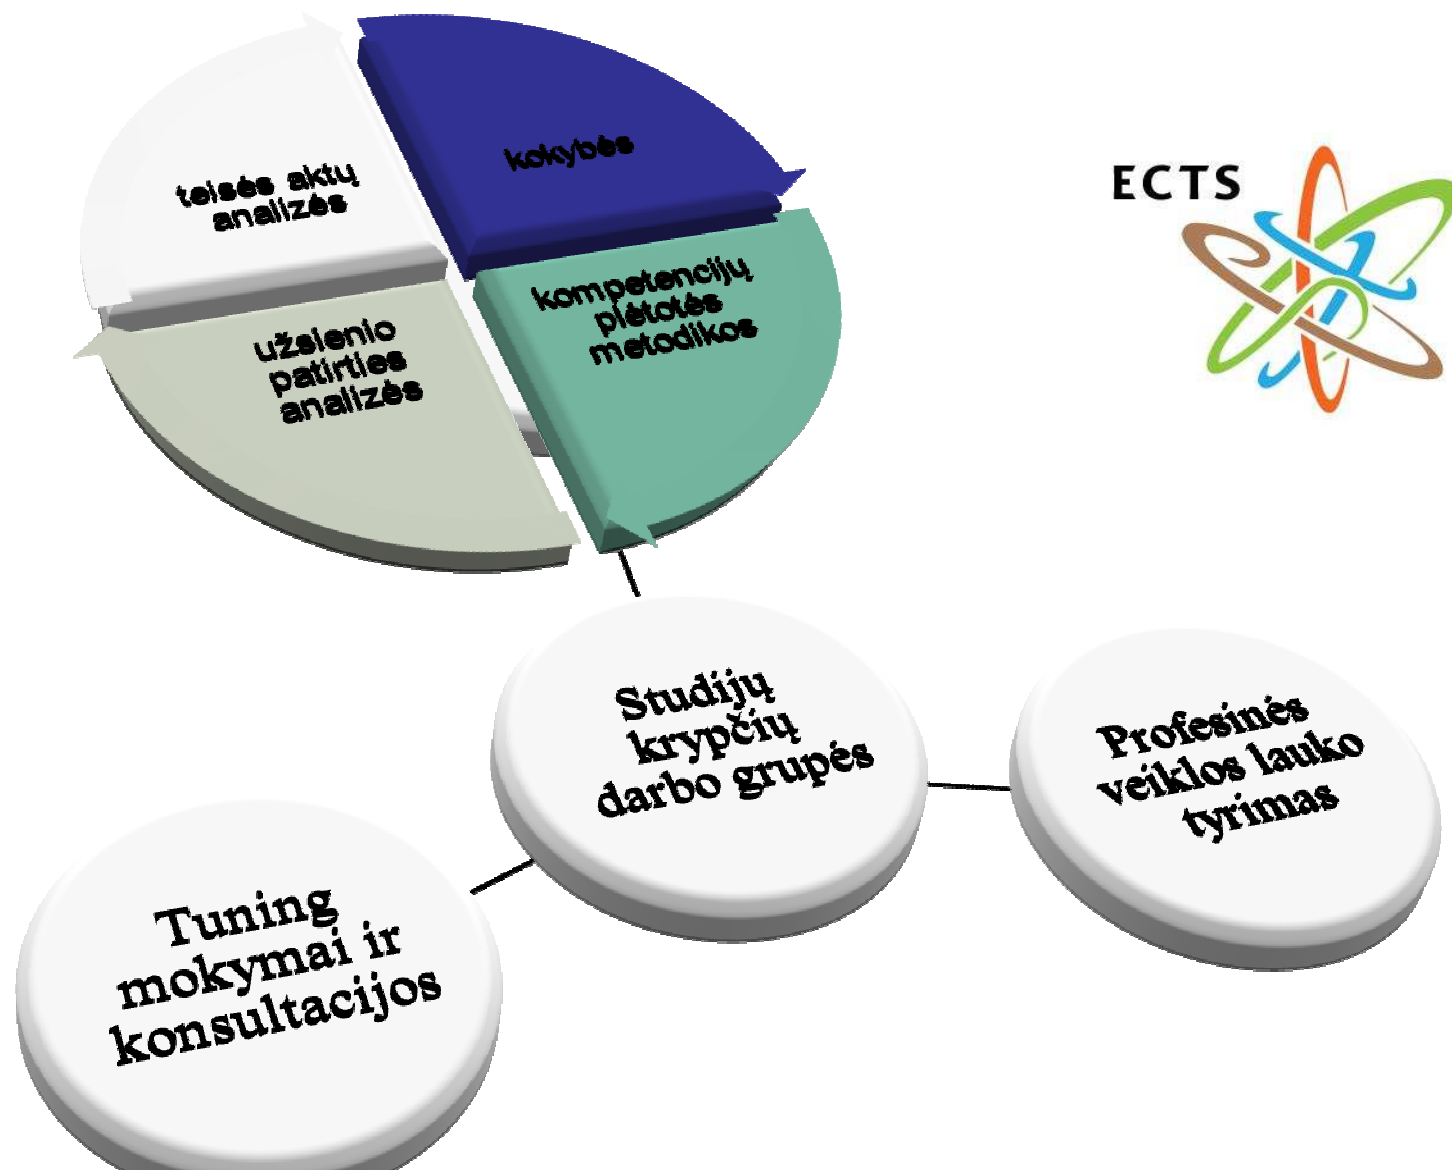 kokybės
teisės aktų
analizės
kompetencijų
plėtotės
metodikos
užsienio
patirties
analizės
ECTS
Studijų
krypčių
darbo grupės
Profesinės
veiklos lauko
tyrimas
Tuning
mokymai ir
konsultacijos